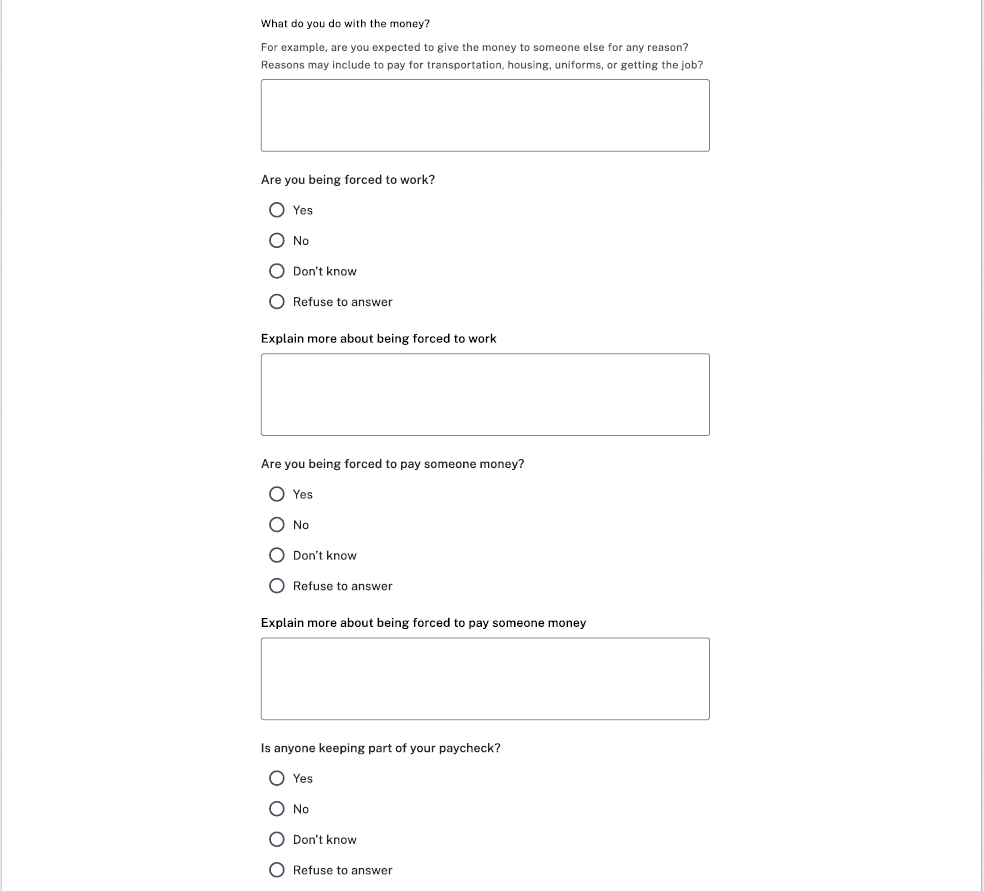 What do you do with the money?
For example, are you expected to give the money to someone else for any reason?
Reasons may include to pay for transportation, housing, uniforms, or getting the job?
Are you being forced to work?
Yes
No
Don't know
Refuse to answer
Explain more about being forced to work
Are you being forced to pay someone money?
Yes
No
Don't know
Refuse to answer
Explain more about being forced to pay someone money
Is anyone keeping part of your paycheck?
Yes
No
Don't know
Refuse to answer